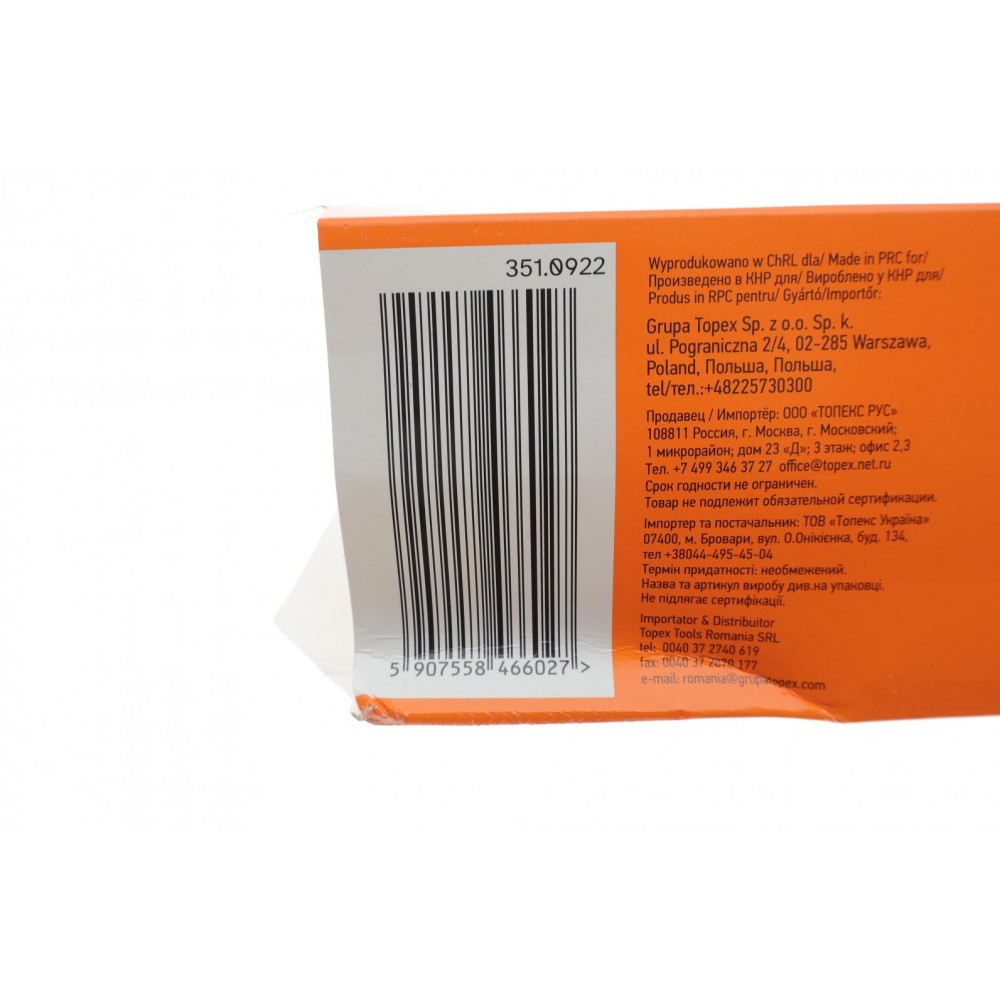 351.0922
5 907558 466027 >
Wyprodukowano w ChRL dla/ Made in PRC for/
Произведено в КНР для/ Вироблено у КНР для/
Produs in RPC pentru/ Gyártó/Importőr:
Grupa Topex Sp. z o.o. Sp. k.
ul. Pograniczna 2/4, 02-285 Warszawa,
Poland, Польша, Польща,
tel/тел.:+48225730300
Продавец / Импортёр: ООО «ТОПЕКС РУС»
108811 Россия, г. Москва, г. Московский;
1 микрорайон; дом 23 «Д»; 3 этаж; офис 2,3
Тел. +7 499 346 37 27 office@topex.net.ru
Срок годности не ограничен.
Товар не подлежит обязательной сертификации.
Імпортер та постачальник: ТОВ «Топекс Україна»
07400, м. Бровари, вул. О.Онікієнка, буд. 134,
тел +38044-495-45-04
Термін придатності: необмежений.
Назва та артикул виробу див.на упаковці.
Не підлягає сертифікації.
Importator & Distribuitor
Topex Tools Romania SRL
tel: 0040 37 2740 619
fax: 0040 37 2870 177
e-mail: romania@grupatopex.com